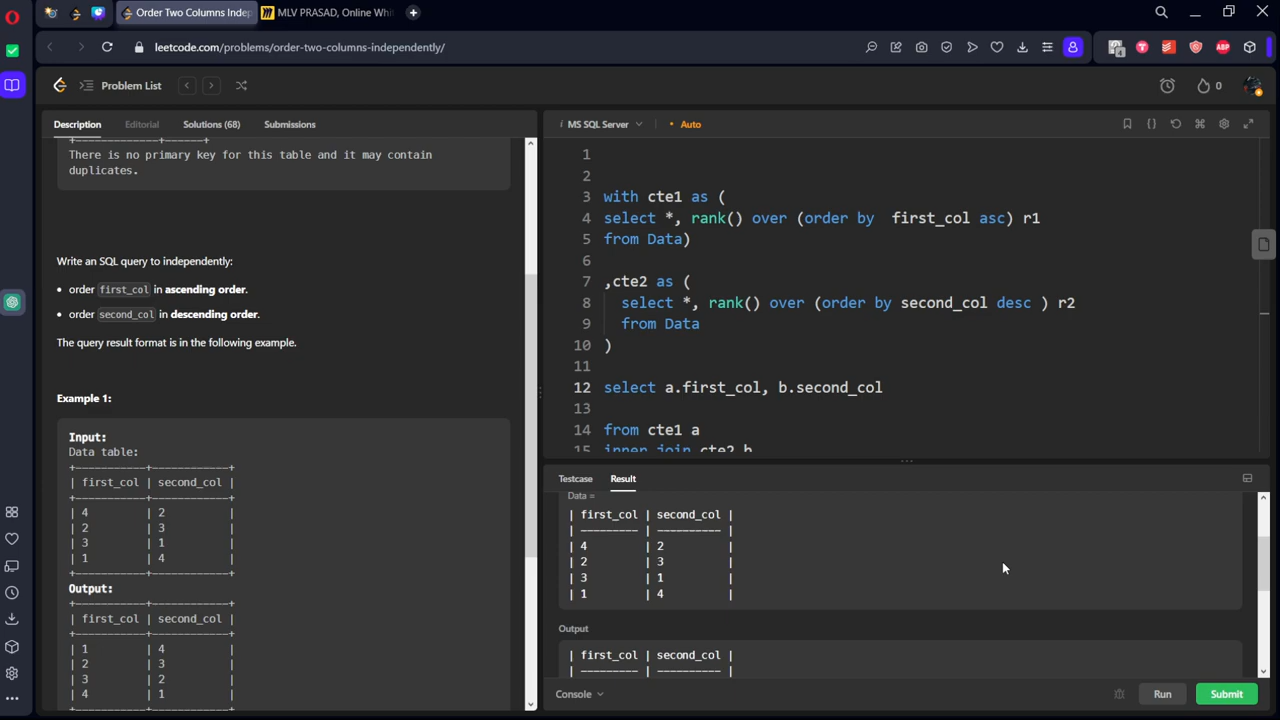 Order Two Columns Indep
MLV PRASAD, Online Whi
leetcode.com/problems/order-two-columns-independently/
4
ABP
Problem List
0
Description
Editorial
Solutions (68)
Submissions
There is no primary key for this table and it may contain
duplicates.
Write an SQL query to independently:
• order first_col in ascending order.
• order second_col in descending order.
The query result format is in the following example.
Example 1:
Input:
Data table:
+-----------+------------+
| first_col | second_col |
+-----------+------------+
| 4         | 2          |
| 2         | 3          |
| 3         | 1          |
| 1         | 4          |
+-----------+------------+
Output:
+-----------+------------+
| first_col | second_col |
+-----------+------------+
| 1         | 4          |
| 2         | 3          |
| 3         | 2          |
| 4         | 1          |
+-----------+------------+
i MS SQL Server
• Auto
1
2
3 with cte1 as (
4 select *, rank() over (order by  first_col asc) r1
5 from Data)
6
7 ,cte2 as (
8   select *, rank() over (order by second_col desc ) r2
9   from Data
10 )
11
12 select a.first_col, b.second_col
13
14 from cte1 a
15 inner join cte2 b
Testcase
Result
Data =
| first_col | second_col |
| --------- | ---------- |
| 4         | 2          |
| 2         | 3          |
| 3         | 1          |
| 1         | 4          |
Output
| first_col | second_col |
| --------- | ---------- |
Console
Run
Submit